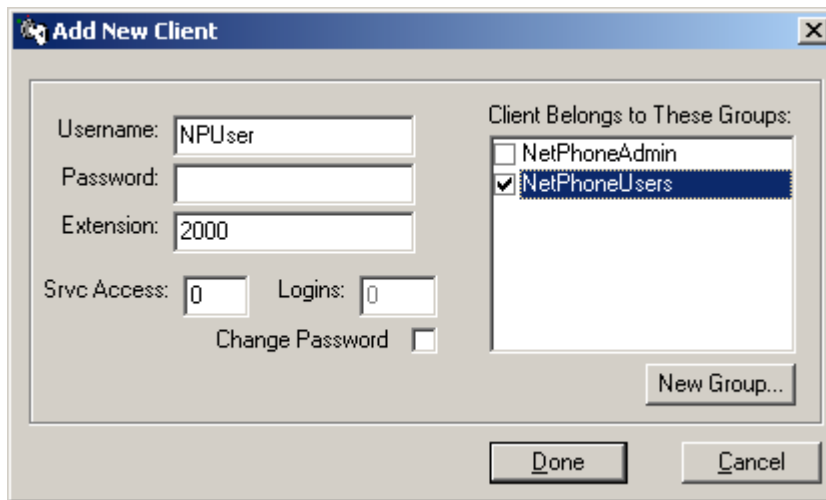 Add New Client
Username: NPUser
Password:
Extension: 2000
Srvc Access: 0 Logins: 0
Change Password
Client Belongs to These Groups:
NetPhoneAdmin
NetPhoneUsers
New Group...
Done Cancel